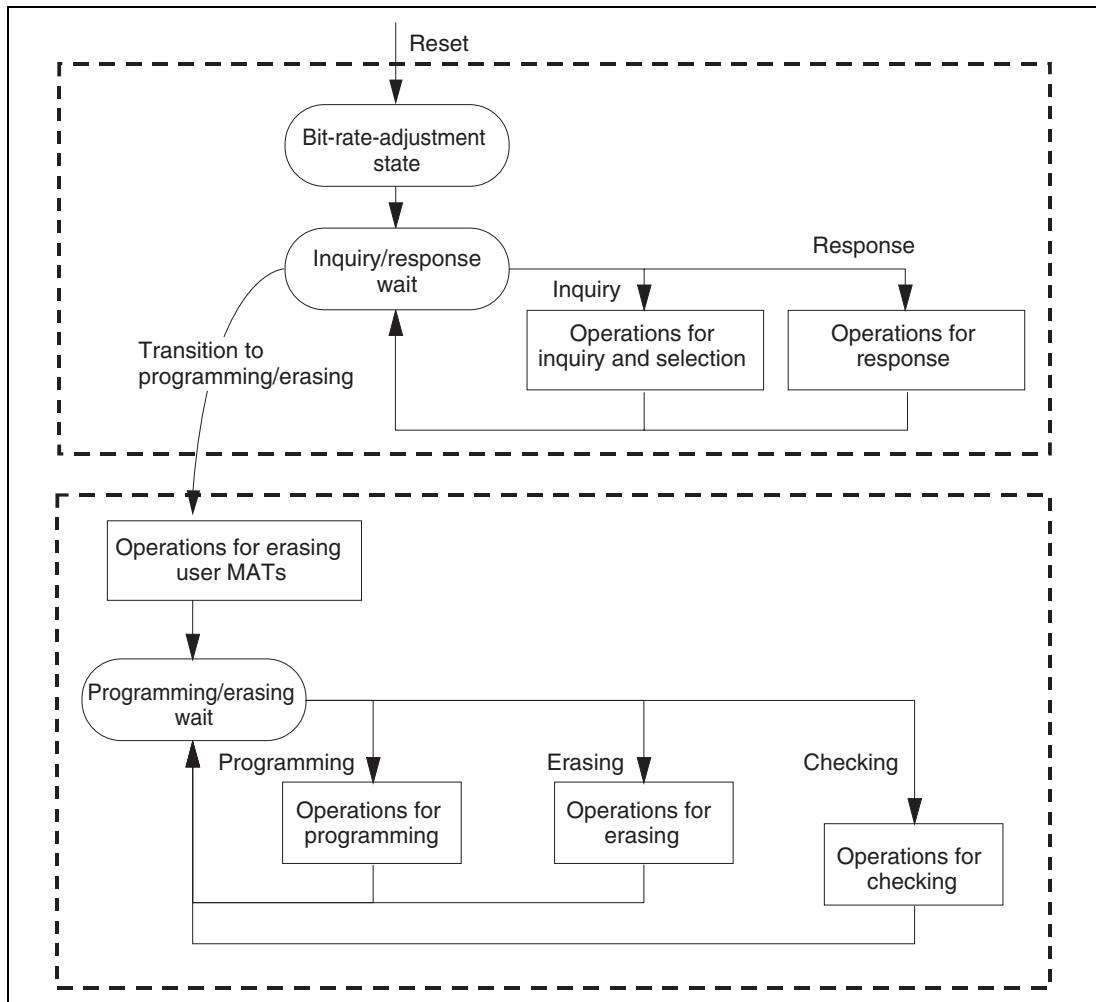 Reset
Bit-rate-adjustment
state
Inquiry/response
wait
Response
Inquiry
Operations for
inquiry and selection
Operations for
response
Transition to
programming/erasing
Operations for erasing
user MATs
Programming/erasing
wait
Programming
Erasing
Checking
Operations for
programming
Operations for
erasing
Operations for
checking